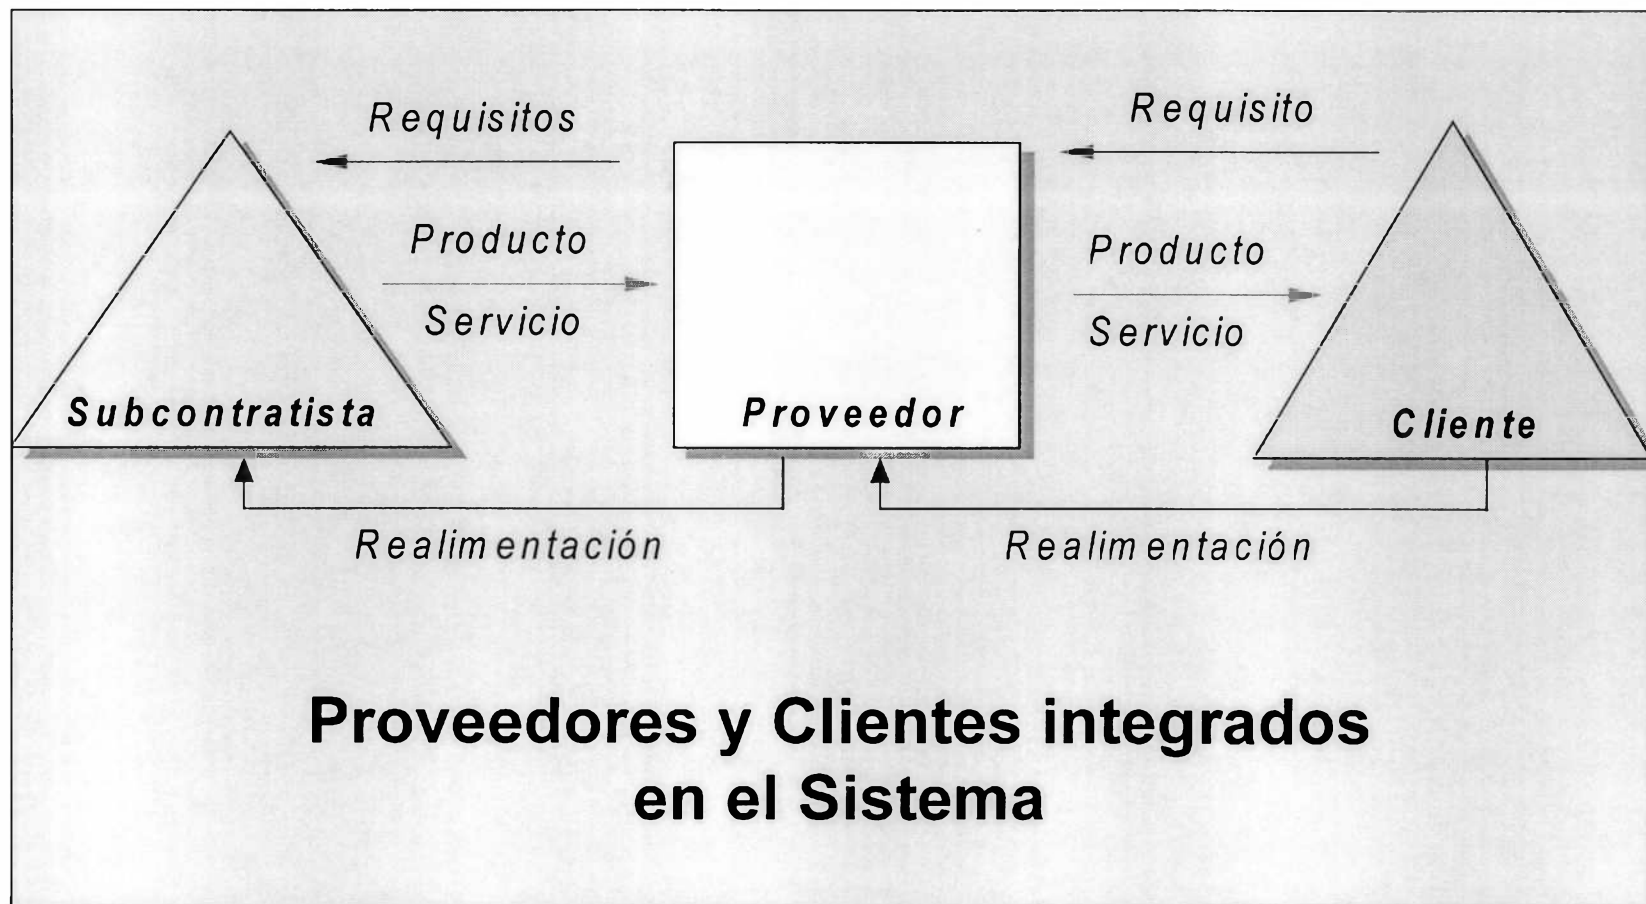 Requisitos
Requisito
Producto
Servicio
Producto
Servicio
Subcontratista
Proveedor
Cliente
Realimentación
Realimentación
Proveedores y Clientes integrados
en el Sistema